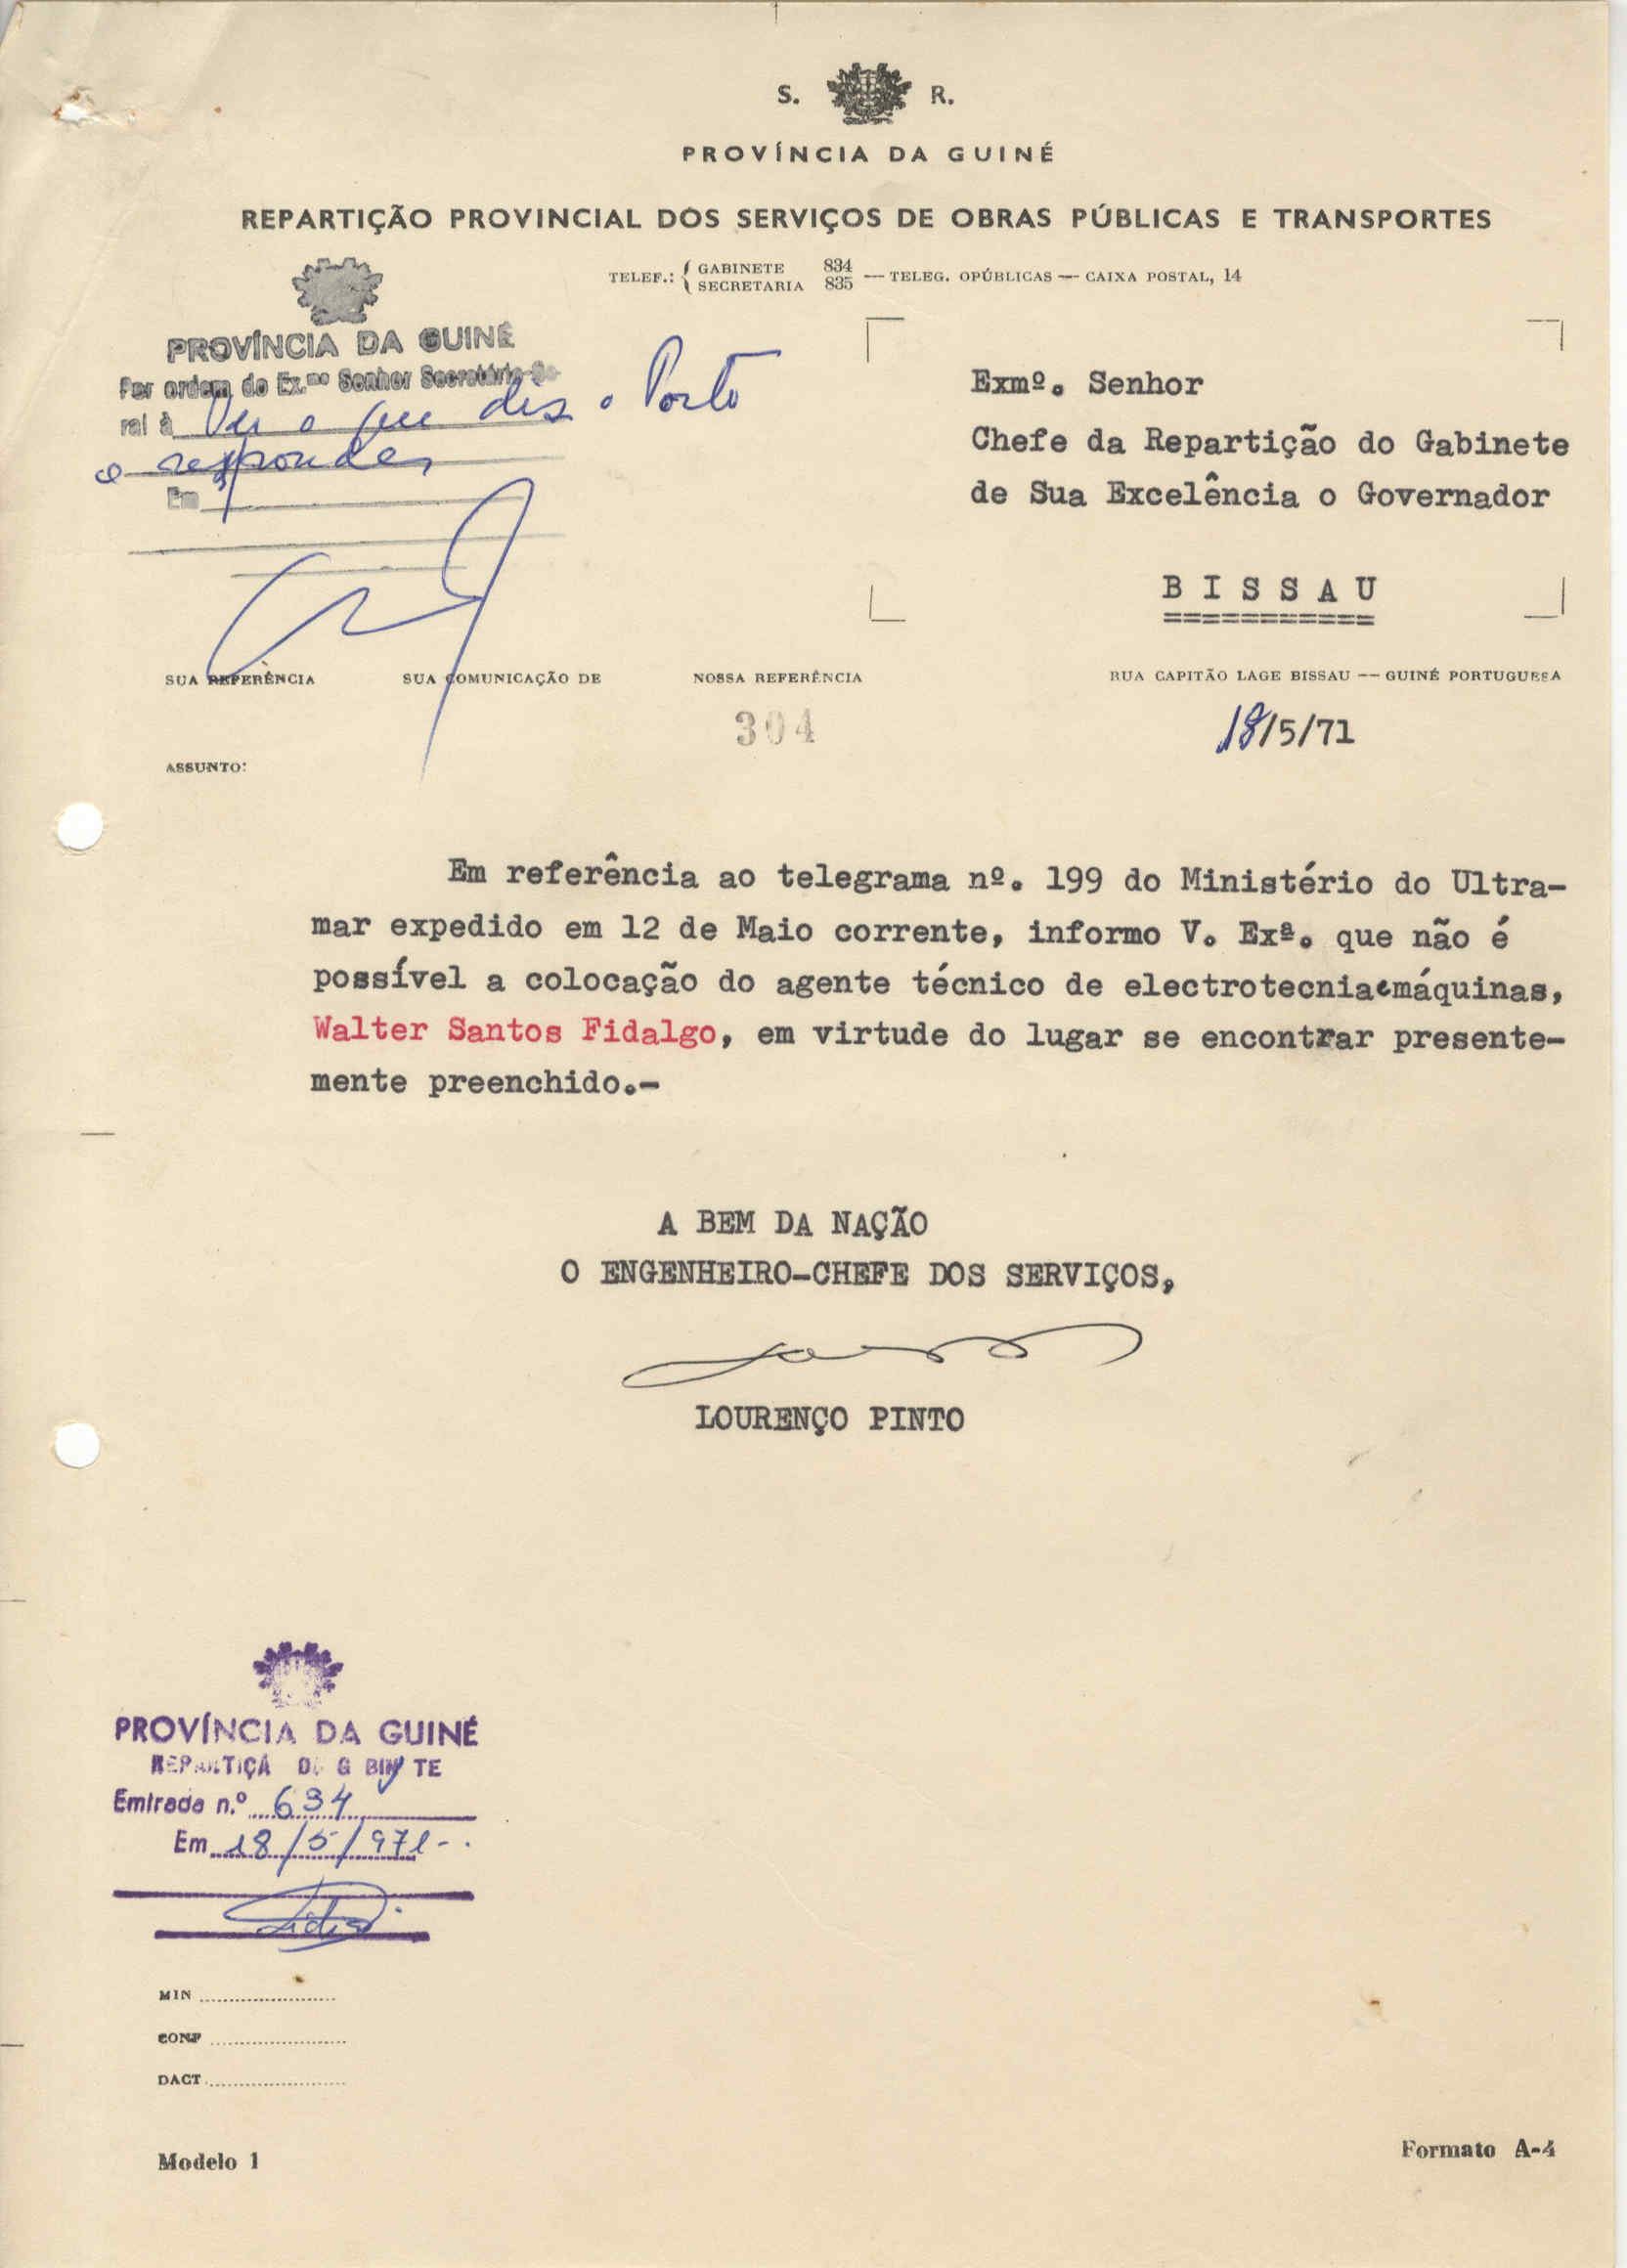 S. R.
PROVÍNCIA DA GUINÉ
REPARTIÇÃO PROVINCIAL DOS SERVIÇOS DE OBRAS PÚBLICAS E TRANSPORTES
TELEF.: { GABINETE 834
SECRETARIA 835 — TELEG. OPÚBLICAS — CAIXA POSTAL, 14
PROVÍNCIA DA GUINÉ
Por ordem do Ex.mo Senhor Secretário-Ge-
ral à Ver o que diz o Porto
e responder
Em
Exmº. Senhor
Chefe da Repartição do Gabinete
de Sua Excelência o Governador
B I S S A U
===========
SUA REFERÊNCIA SUA COMUNICAÇÃO DE NOSSA REFERÊNCIA RUA CAPITÃO LAGE BISSAU — GUINÉ PORTUGUESA
304 18/5/71
ASSUNTO:
Em referência ao telegrama nº. 199 do Ministério do Ultra-
mar expedido em 12 de Maio corrente, informo V. Exª. que não é
possível a colocação do agente técnico de electrotecnia e máquinas,
Walter Santos Fidalgo, em virtude do lugar se encontrar presente-
mente preenchido.-
A BEM DA NAÇÃO
O ENGENHEIRO-CHEFE DOS SERVIÇOS,
LOURENÇO PINTO
PROVÍNCIA DA GUINÉ
REPARTIÇÃ DO G BIN TE
Entrada n.º 634
Em 18/5/971-.
MIN
CONF
DACT
Modelo 1
Formato A-4